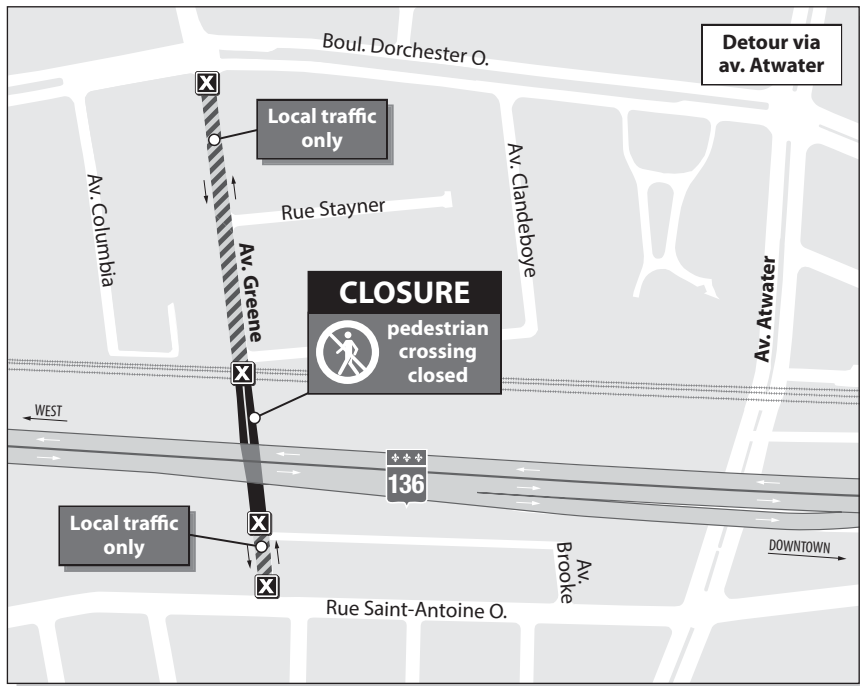 Boul. Dorchester O.
Detour via
av. Atwater
X
Local traffic
only
Av. Columbia
Rue Stayner
Av. Clandeboye
Av. Greene
Av. Atwater
CLOSURE
pedestrian
crossing
closed
X
WEST
136
X
Local traffic
only
DOWNTOWN
Av.
Brooke
X
Rue Saint-Antoine O.